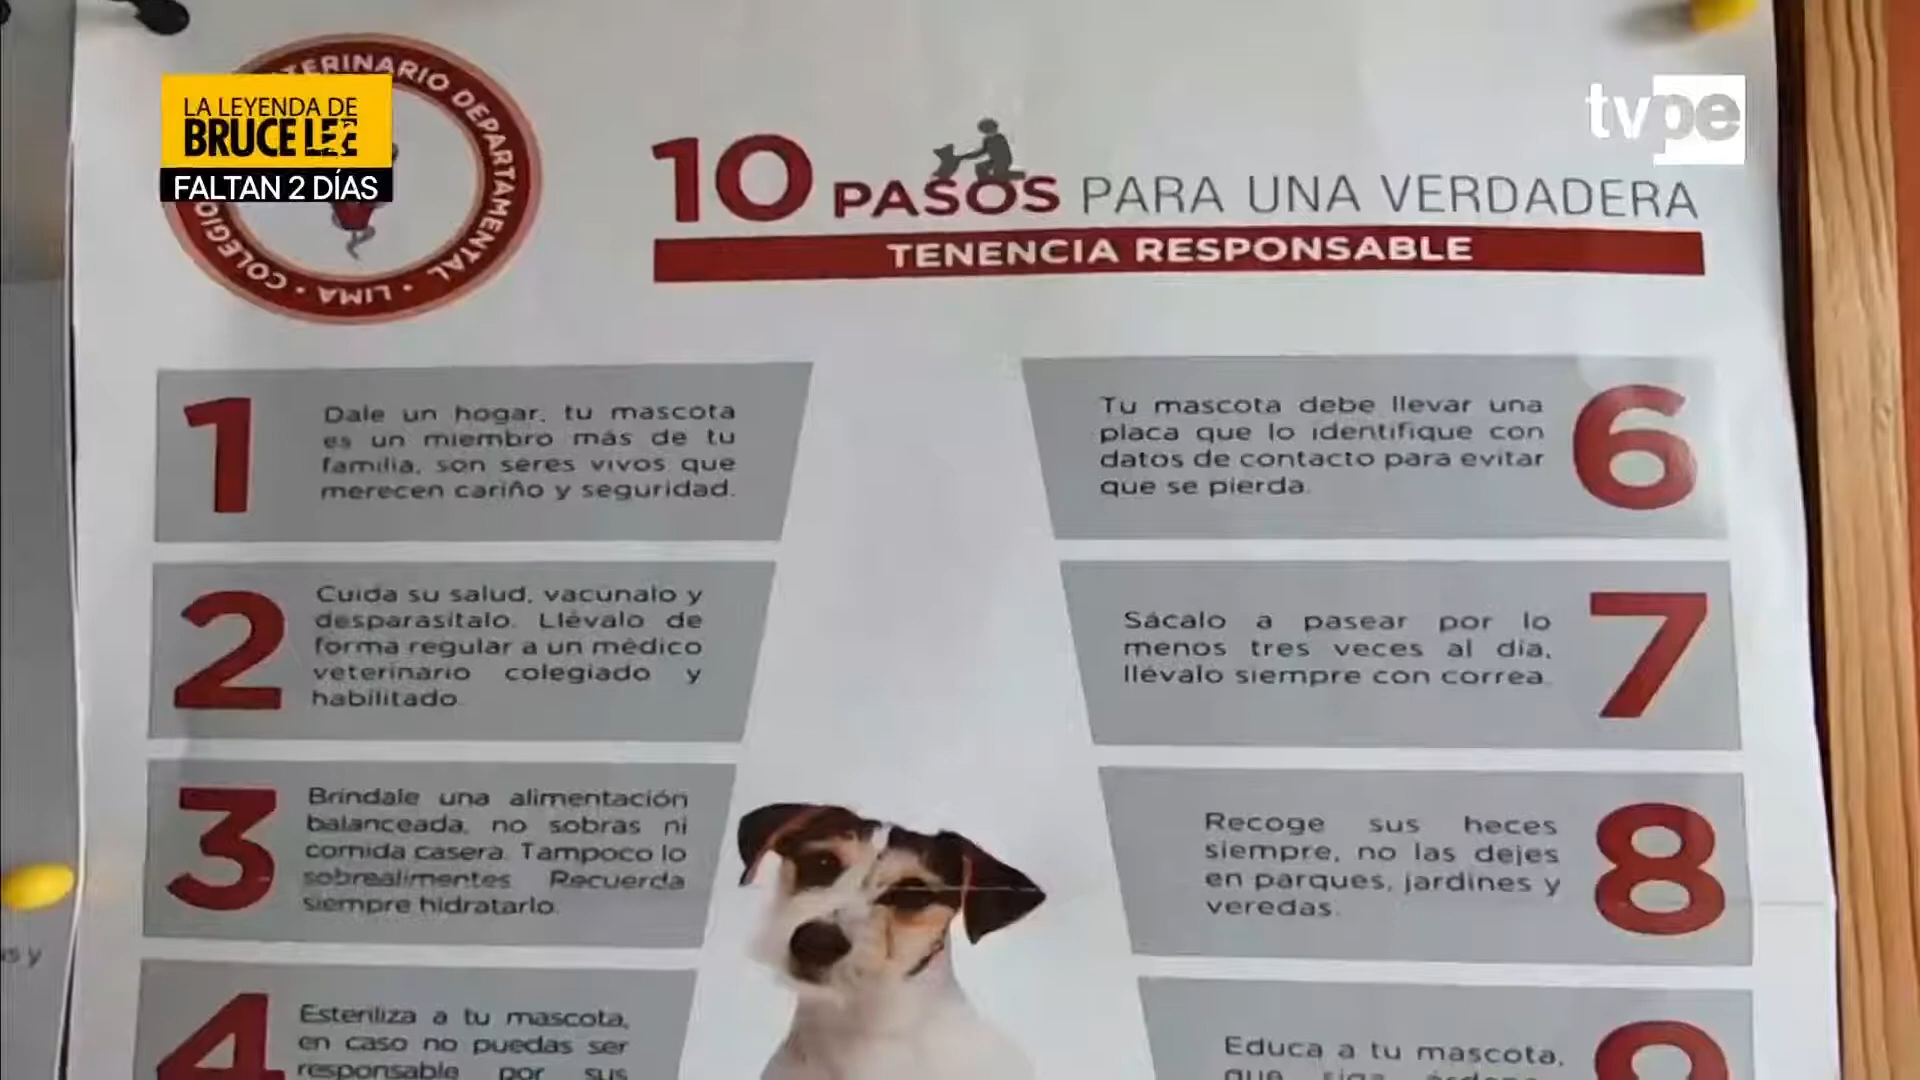 LA LEYENDA DE
BRUCE LEE
FALTAN 2 DÍAS
tvpe
COLEGIO
DEPARTAMENTAL • LIMA •
10 PASOS PARA UNA VERDADERA
TENENCIA RESPONSABLE
1
Dale un hogar, tu mascota
es un miembro más de tu
familia, son seres vivos que
merecen cariño y seguridad.
2
Cuida su salud, vacúnalo y
desparasítalo. Llévalo de
forma regular a un médico
veterinario colegiado y
habilitado.
3
Bríndale una alimentación
balanceada, no sobras ni
comida casera. Tampoco lo
sobrealimentes. Recuerda
siempre hidratarlo.
4
Esteriliza a tu mascota,
en caso no puedas ser
responsable por sus
6
Tu mascota debe llevar una
placa que lo identifique con
datos de contacto para evitar
que se pierda.
7
Sácalo a pasear por lo
menos tres veces al día,
llévalo siempre con correa.
8
Recoge sus heces
siempre, no las dejes
en parques, jardines y
veredas.
9
Educa a tu mascota,
que siga